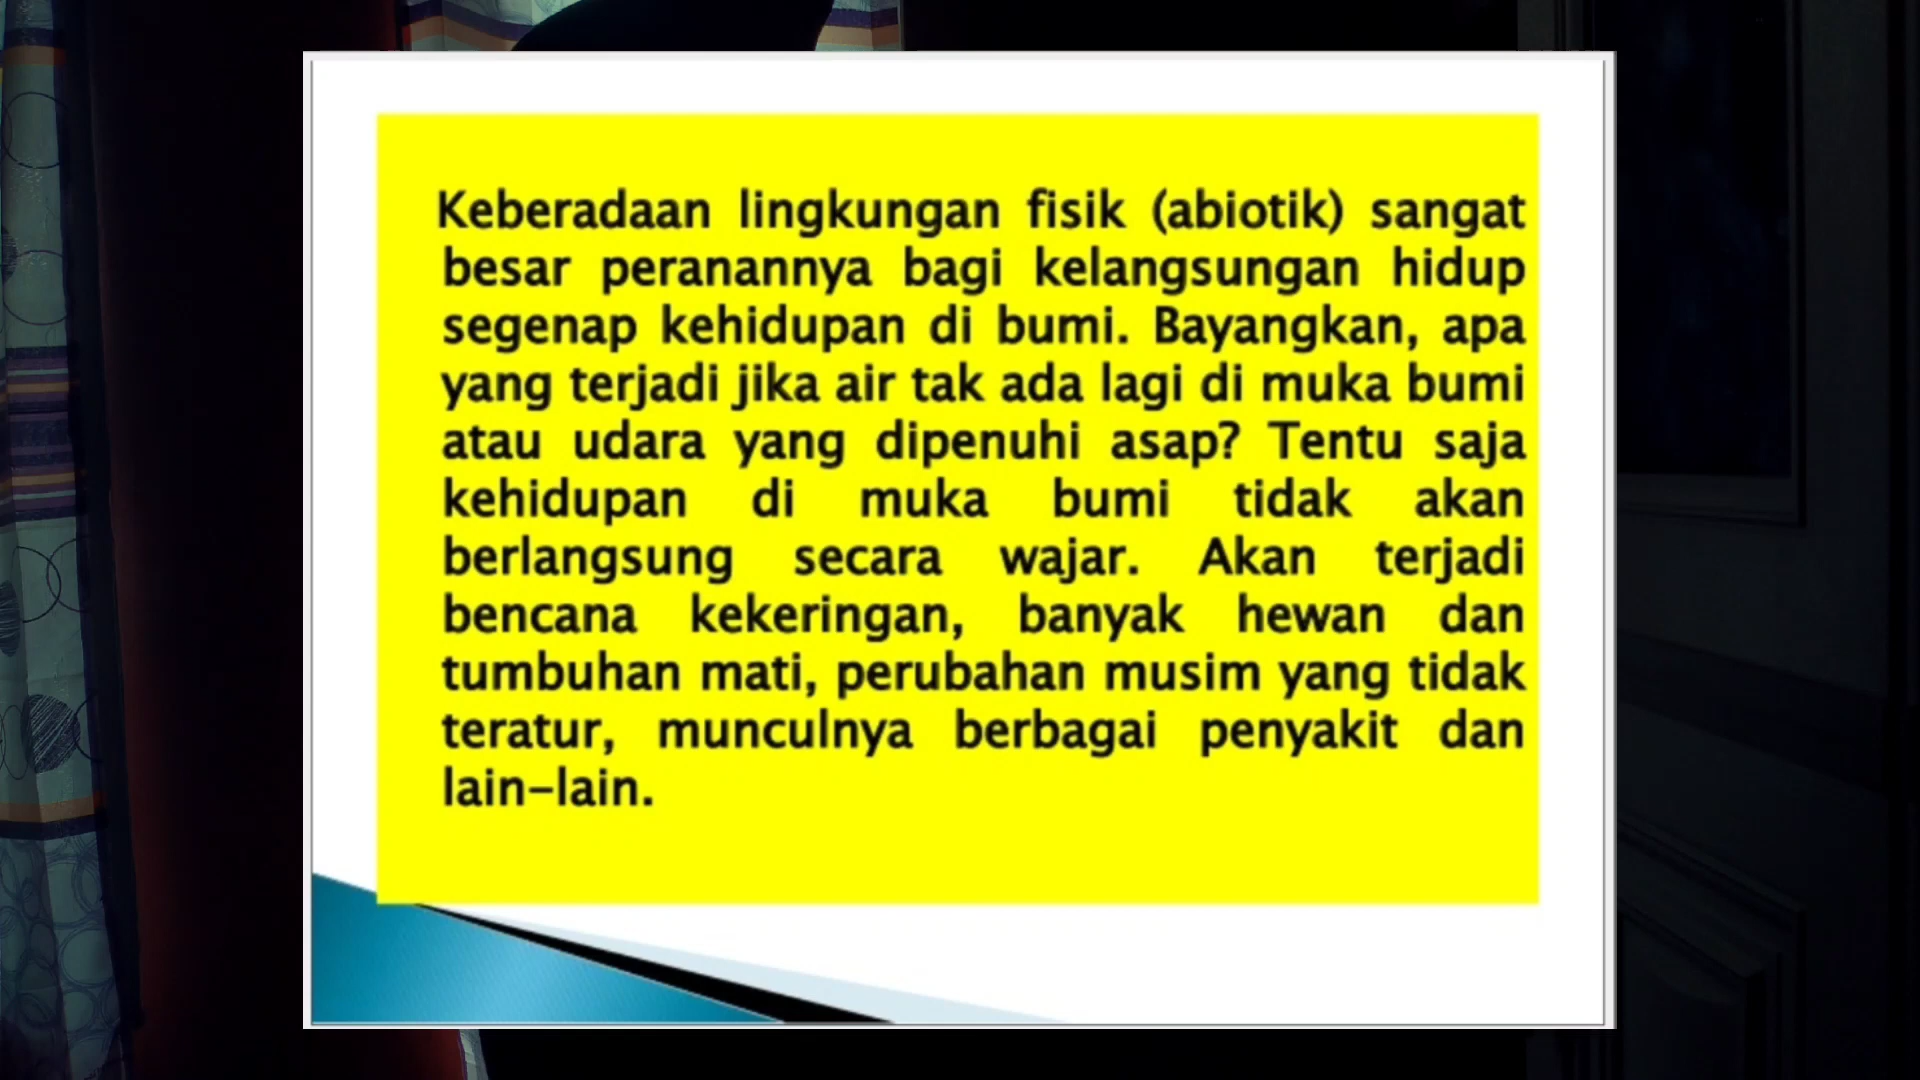 Keberadaan lingkungan fisik (abiotik) sangat
besar peranannya bagi kelangsungan hidup
segenap kehidupan di bumi. Bayangkan, apa
yang terjadi jika air tak ada lagi di muka bumi
atau udara yang dipenuhi asap? Tentu saja
kehidupan di muka bumi tidak akan
berlangsung secara wajar. Akan terjadi
bencana kekeringan, banyak hewan dan
tumbuhan mati, perubahan musim yang tidak
teratur, munculnya berbagai penyakit dan
lain-lain.